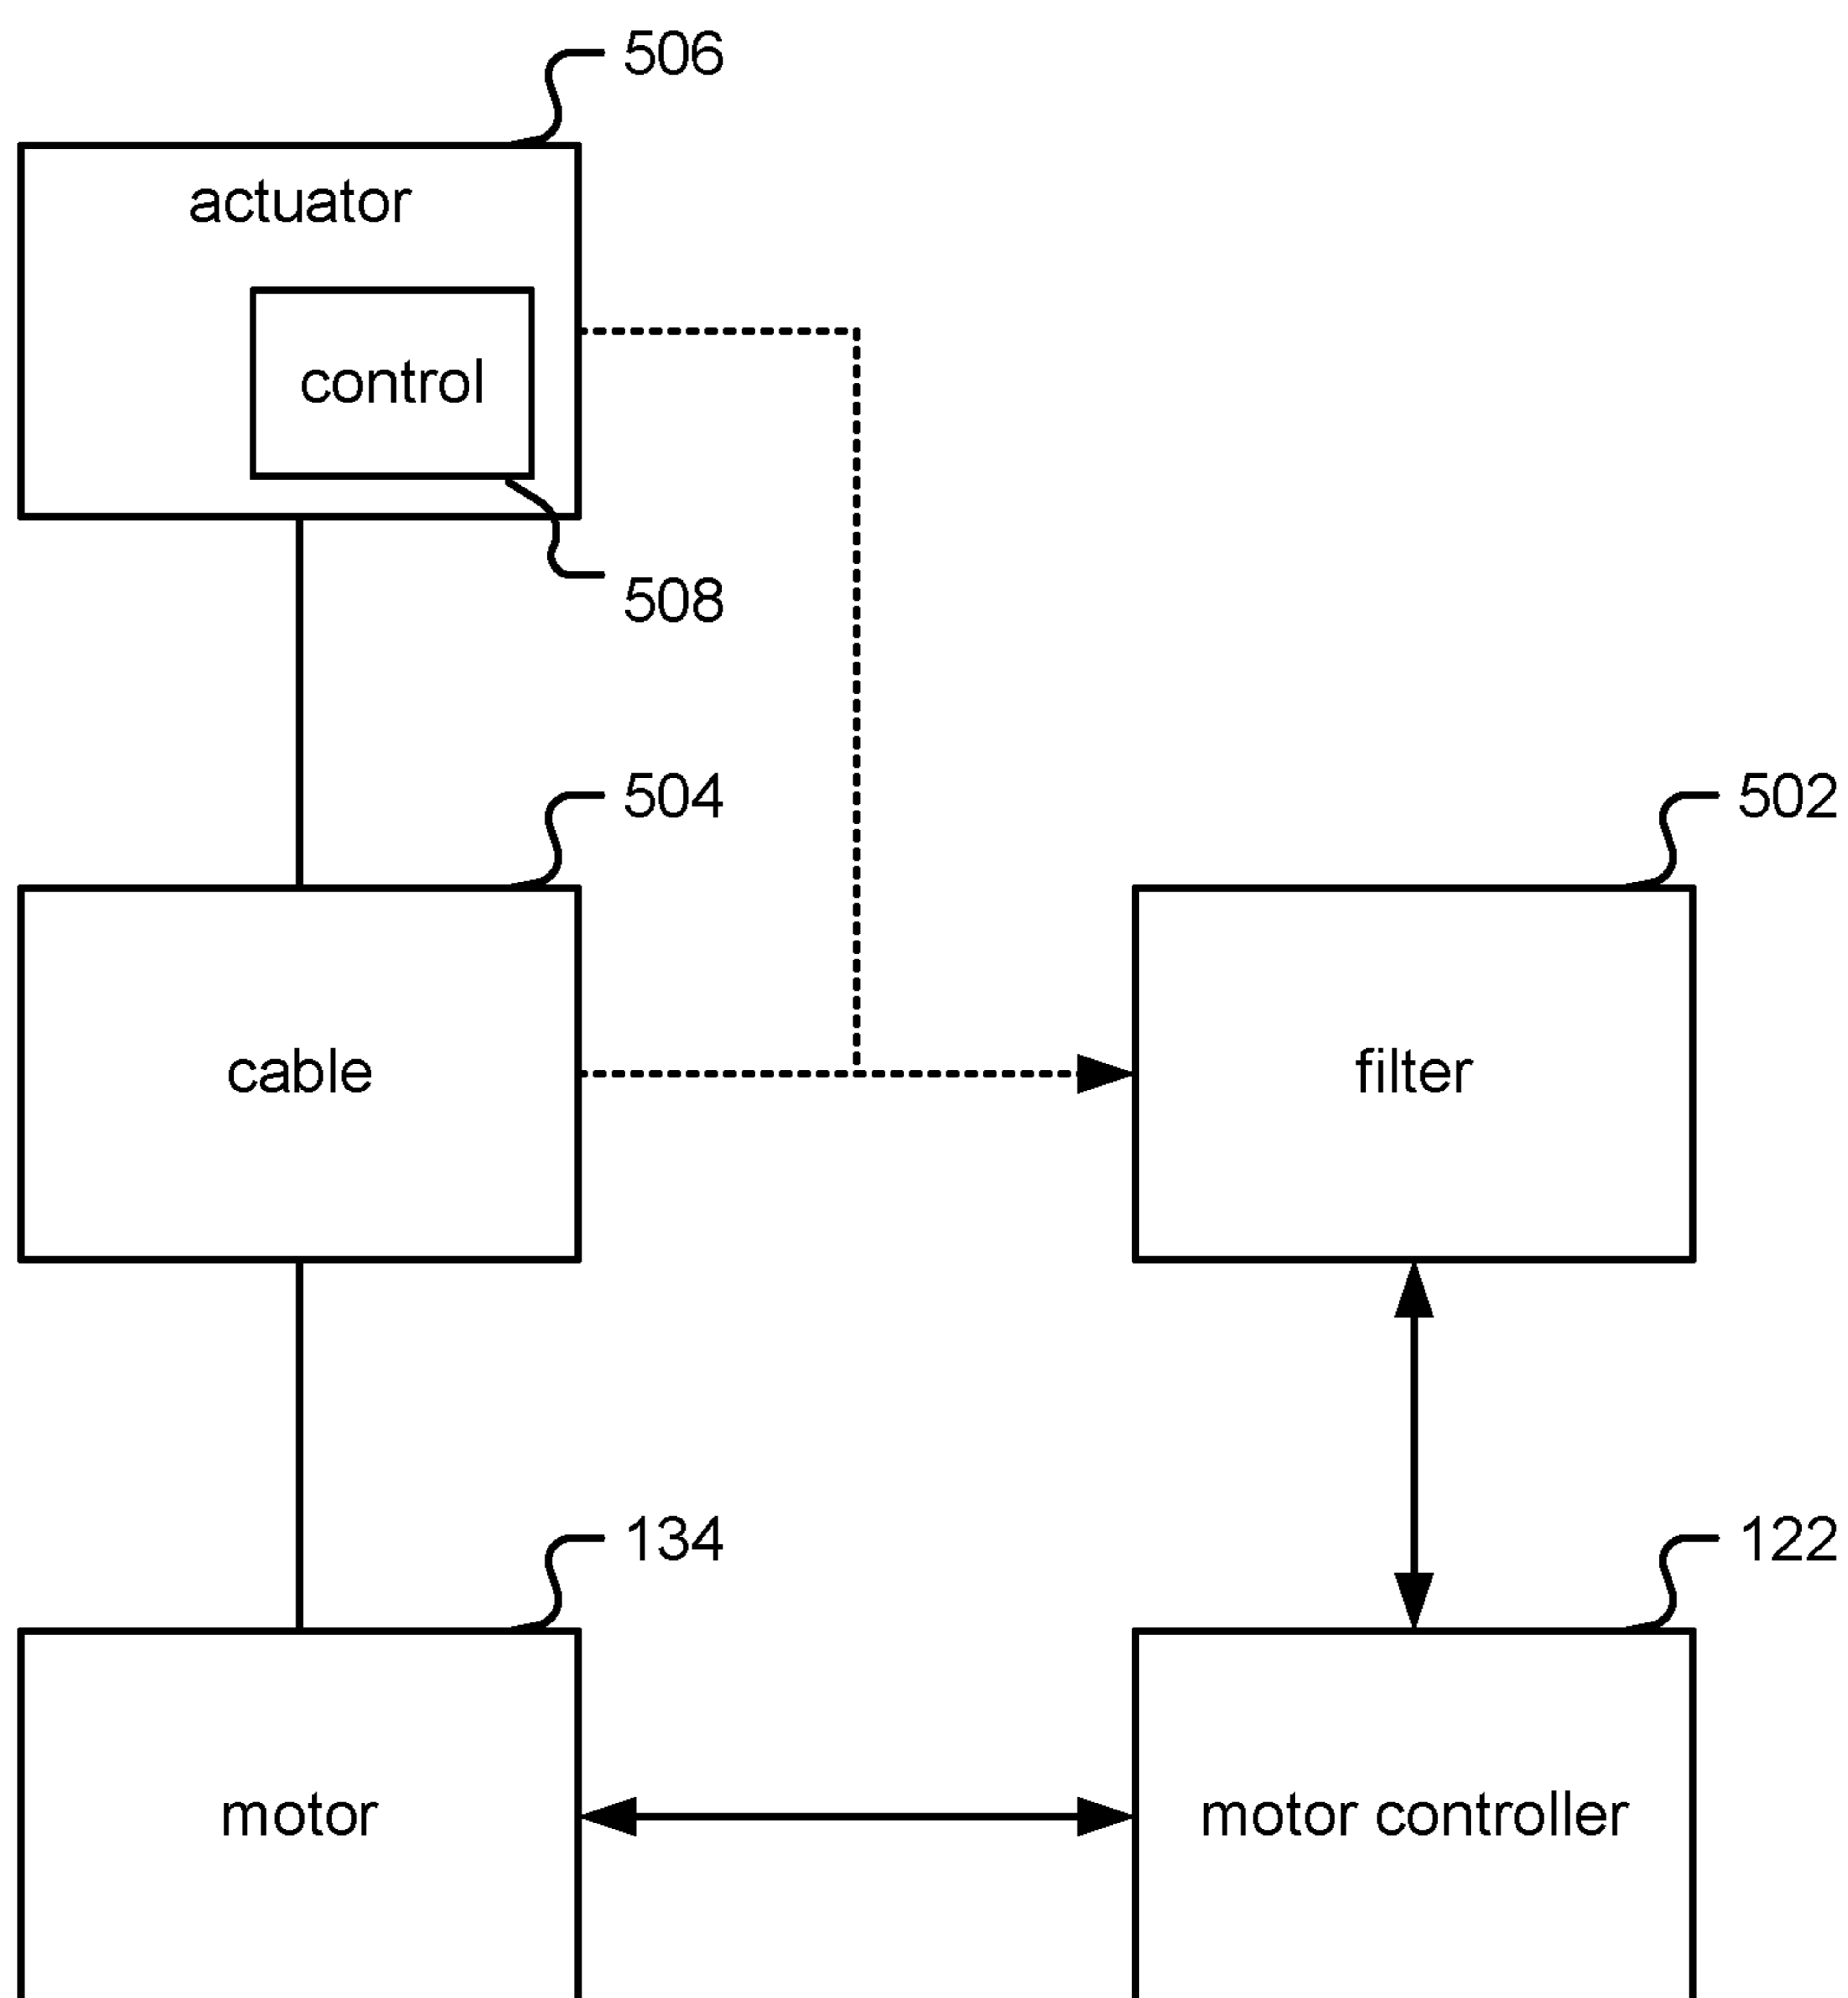 506
actuator
control
508
504
502
cable
filter
134
122
motor
motor controller